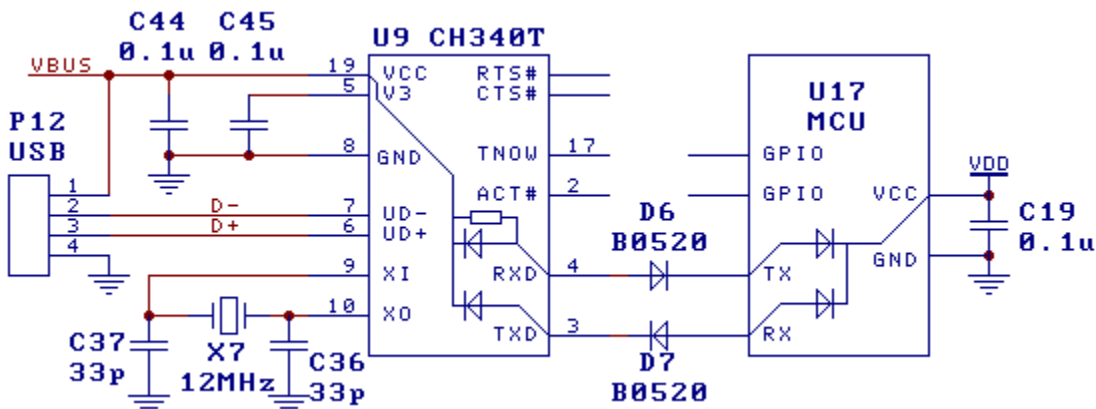 C44 C45
0.1u 0.1u
U9 CH340T
VBUS
19 VCC
5 V3
8 GND
7 UD-
6 UD+
9 XI
10 XO
RTS#
CTS#
TNOW 17
ACT# 2
RXD 4
TXD 3
P12
USB
1
2 D-
3 D+
4
C37
33p
X7
12MHz
C36
33p
D6
B0520
D7
B0520
U17
MCU
GPIO
GPIO
VCC
GND
TX
RX
VDD
C19
0.1u